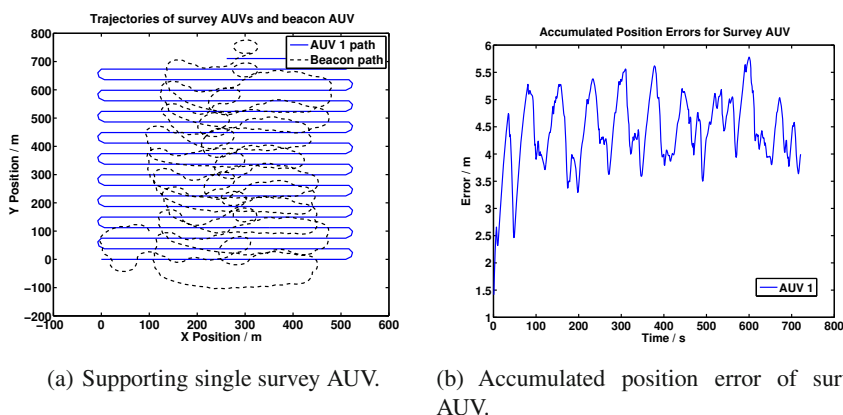 Trajectories of survey AUVs and beacon AUV
800
700
600
500
400
300
200
100
0
−100
−200
Y Position / m
AUV 1 path
Beacon path
−100 0 100 200 300 400 500 600
X Position / m
(a) Supporting single survey AUV.
Accumulated Position Errors for Survey AUV
6
5.5
5
4.5
4
3.5
3
2.5
2
1.5
1
Error / m
AUV 1
0 100 200 300 400 500 600 700 800
Time / s
(b) Accumulated position error of sur
AUV.